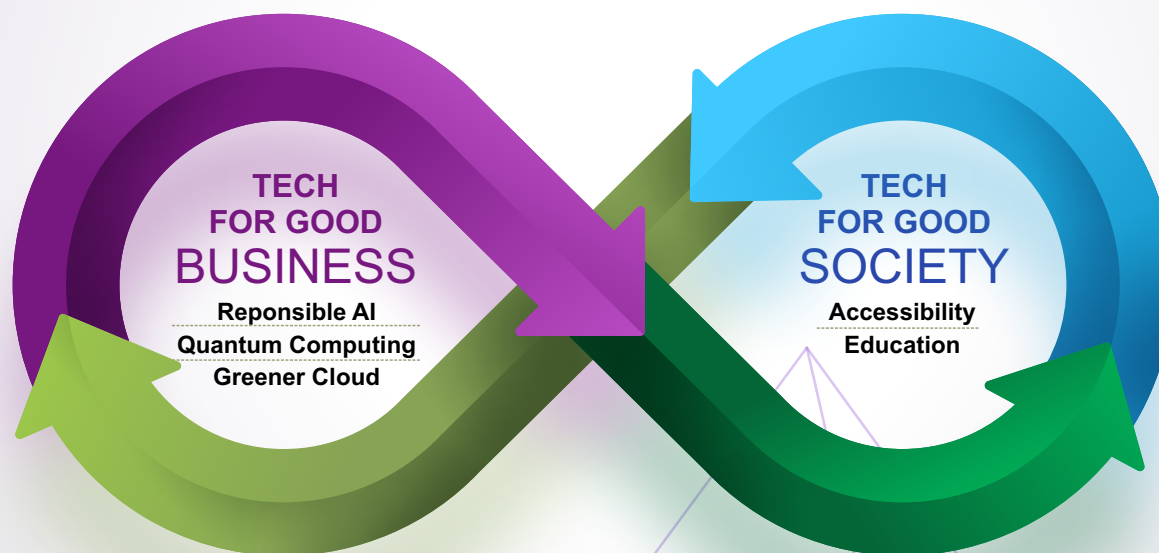 TECH
FOR GOOD
BUSINESS
Reponsible AI
Quantum Computing
Greener Cloud
TECH
FOR GOOD
SOCIETY
Accessibility
Education